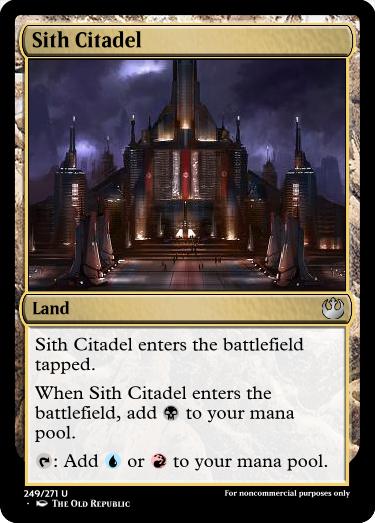 Sith Citadel
Land
Sith Citadel enters the battlefield
tapped.
When Sith Citadel enters the
battlefield, add to your mana
pool.
: Add or to your mana pool.
249/271 U
For noncommercial purposes only
· The Old Republic